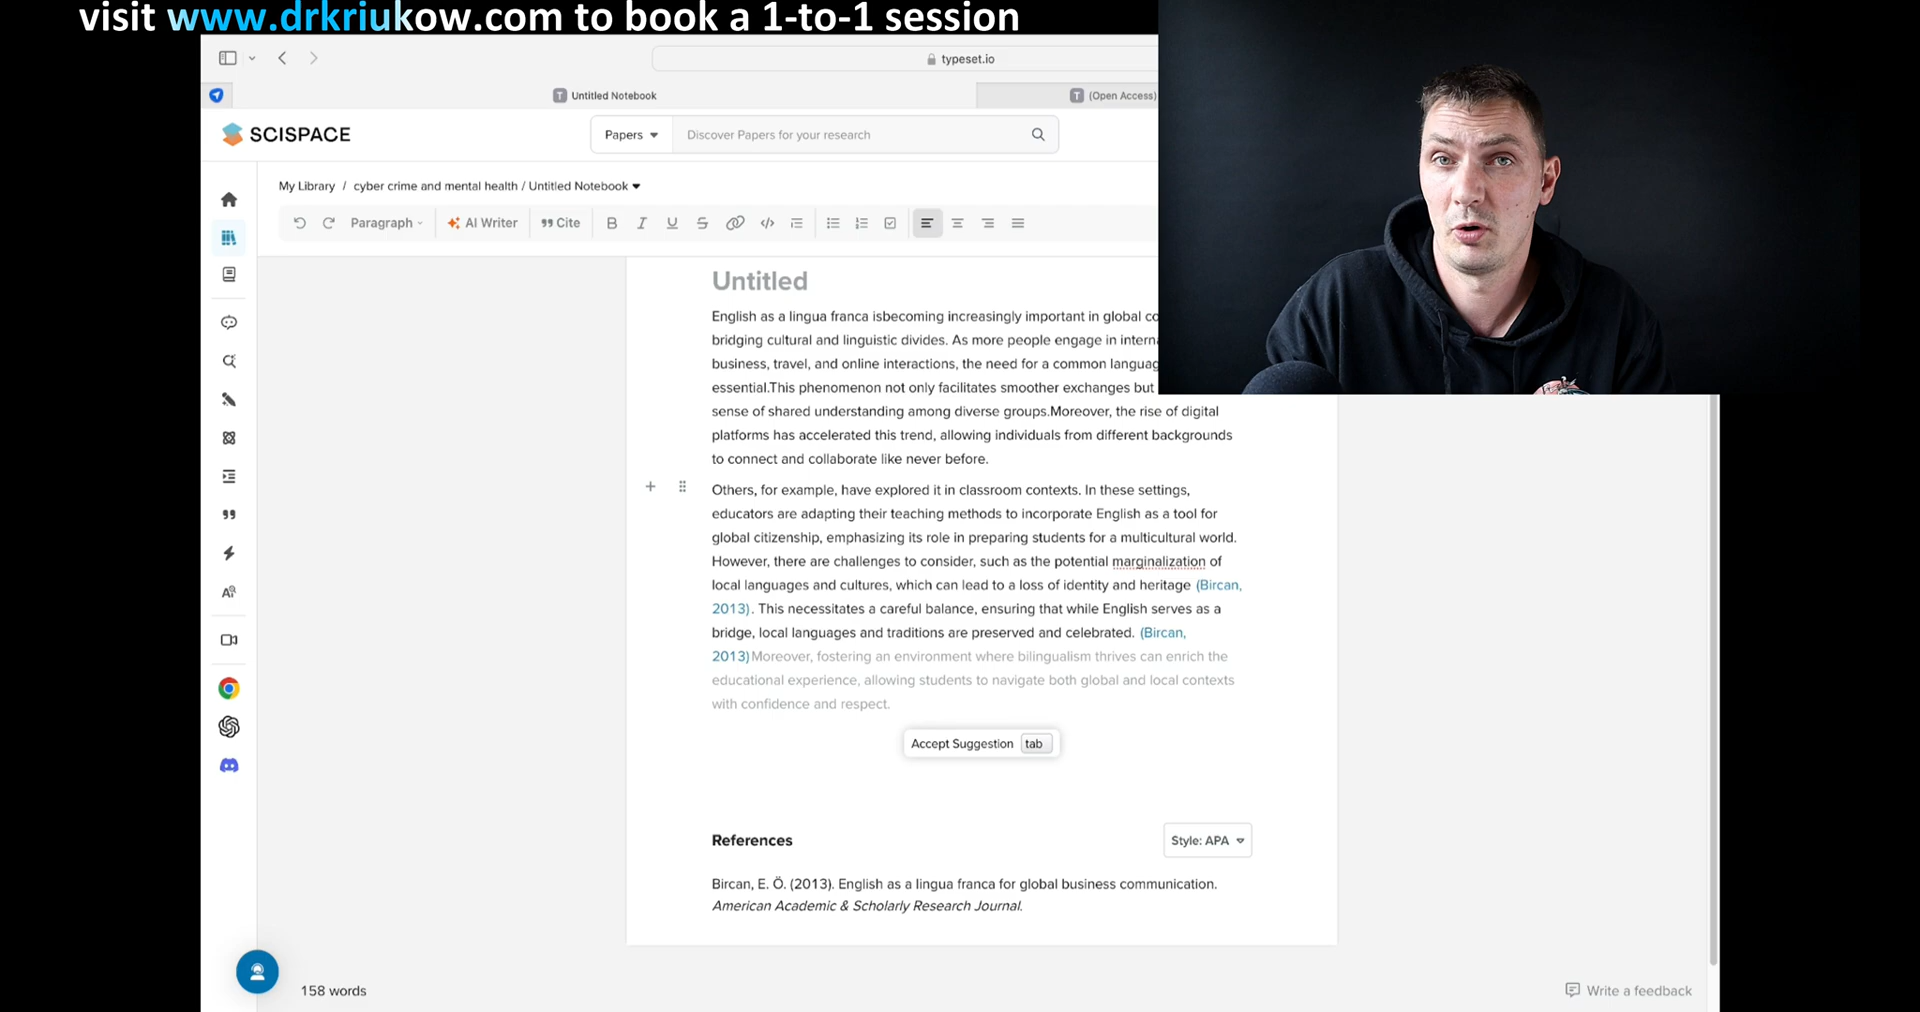 visit www.drkriukow.com to book a 1-to-1 session
typeset.io
T Untitled Notebook
T (Open Access)
SCISPACE
Papers
Discover Papers for your research
My Library / cyber crime and mental health / Untitled Notebook
Paragraph
AI Writer
Cite
B I U S
Untitled
English as a lingua franca isbecoming increasingly important in global co
bridging cultural and linguistic divides. As more people engage in interna
business, travel, and online interactions, the need for a common languag
essential.This phenomenon not only facilitates smoother exchanges but
sense of shared understanding among diverse groups.Moreover, the rise of digital
platforms has accelerated this trend, allowing individuals from different backgrounds
to connect and collaborate like never before.
Others, for example, have explored it in classroom contexts. In these settings,
educators are adapting their teaching methods to incorporate English as a tool for
global citizenship, emphasizing its role in preparing students for a multicultural world.
However, there are challenges to consider, such as the potential marginalization of
local languages and cultures, which can lead to a loss of identity and heritage (Bircan,
2013). This necessitates a careful balance, ensuring that while English serves as a
bridge, local languages and traditions are preserved and celebrated. (Bircan,
2013)Moreover, fostering an environment where bilingualism thrives can enrich the
educational experience, allowing students to navigate both global and local contexts
with confidence and respect.
Accept Suggestion tab
References
Style: APA
Bircan, E. Ö. (2013). English as a lingua franca for global business communication.
American Academic & Scholarly Research Journal.
158 words
Write a feedback